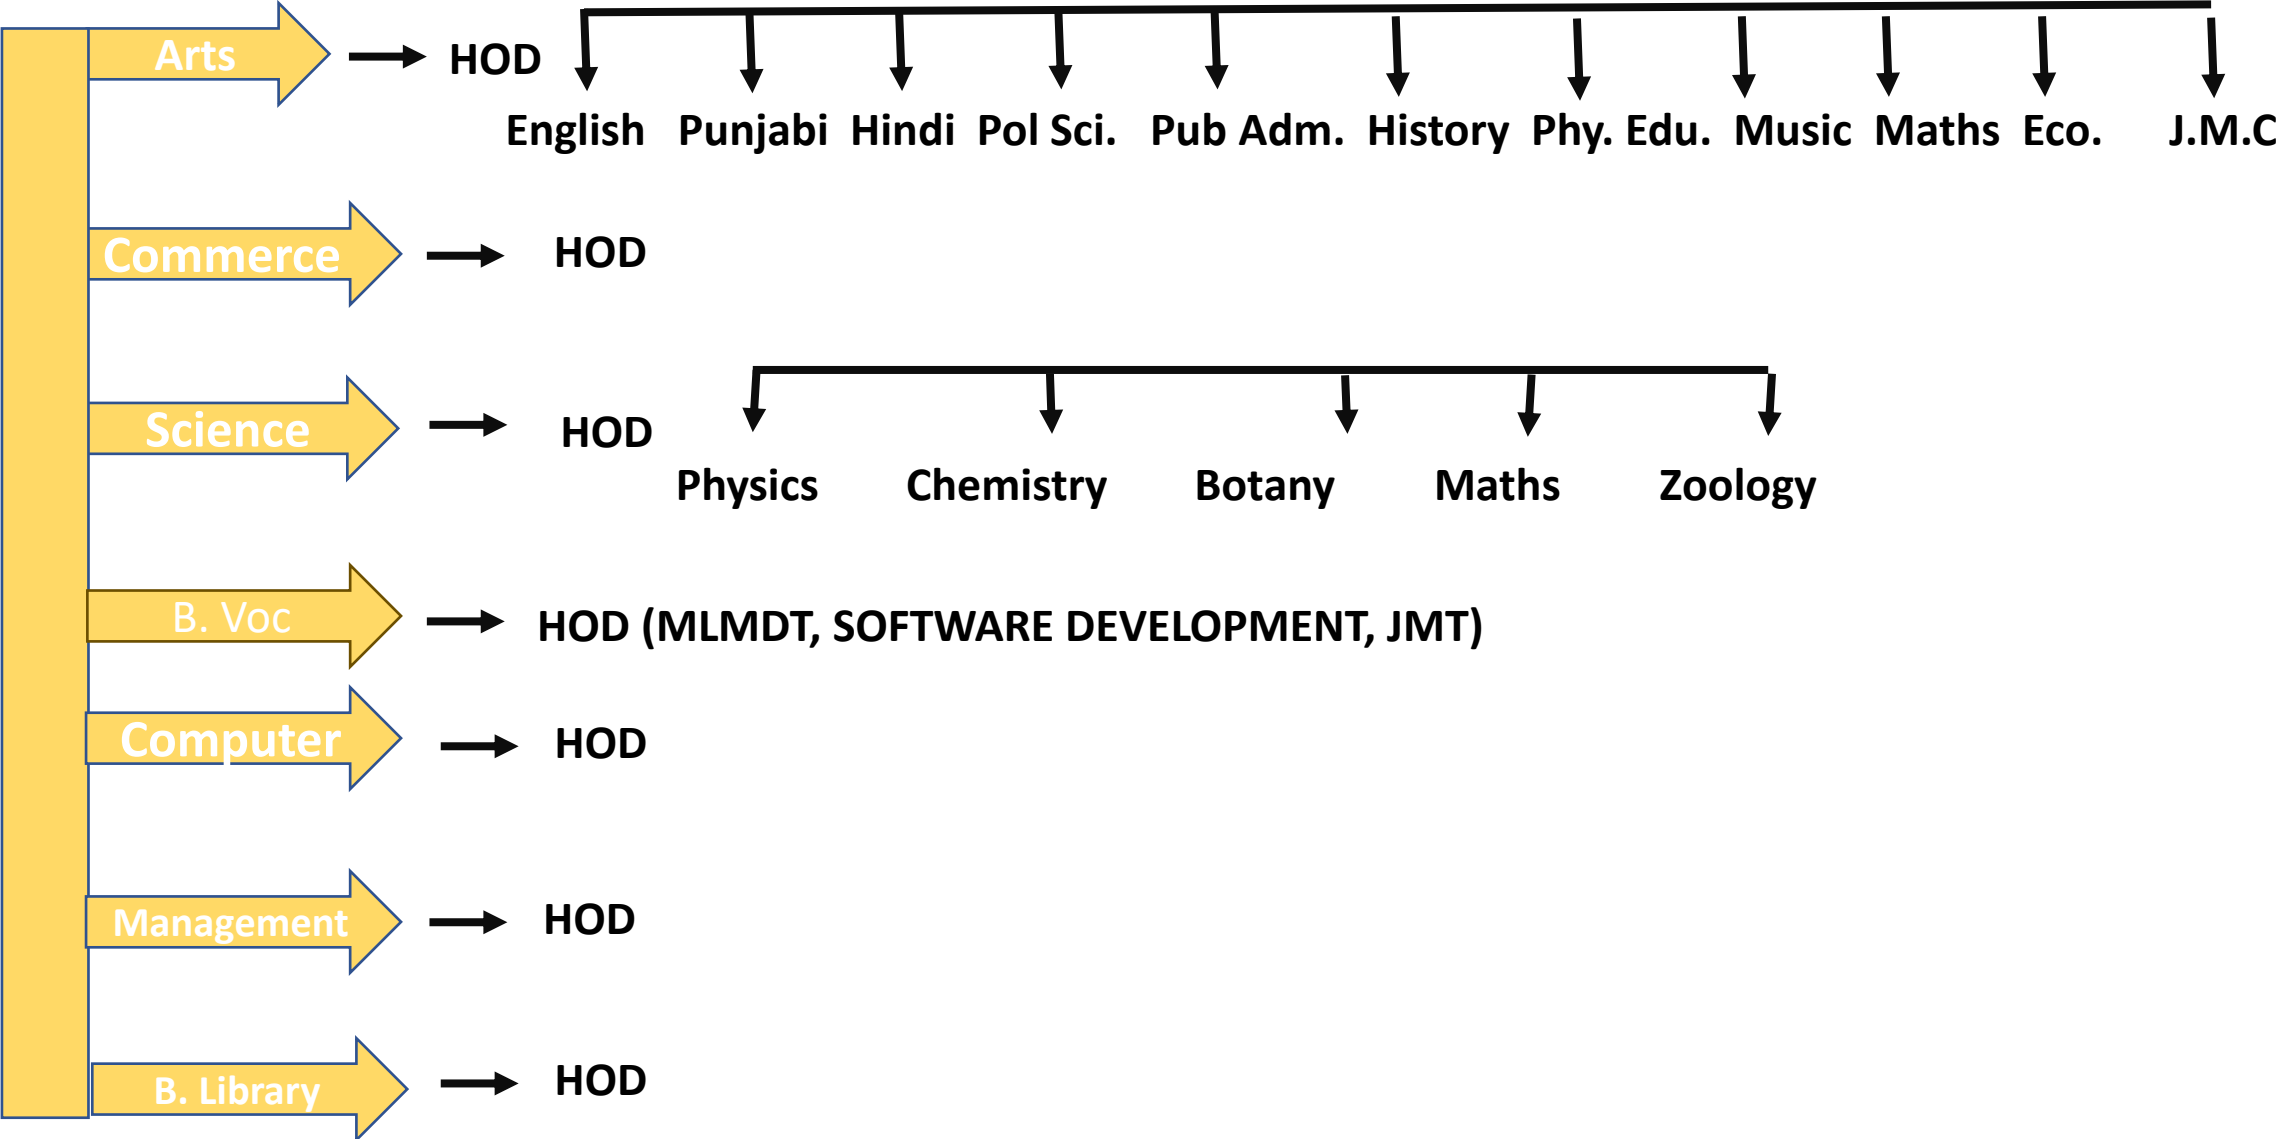 Arts
HOD
English Punjabi Hindi Pol Sci. Pub Adm. History Phy. Edu. Music Maths Eco. J.M.C
Commerce
HOD
Science
HOD
Physics Chemistry Botany Maths Zoology
B. Voc
HOD (MLMDT, SOFTWARE DEVELOPMENT, JMT)
Computer
HOD
Management
HOD
B. Library
HOD